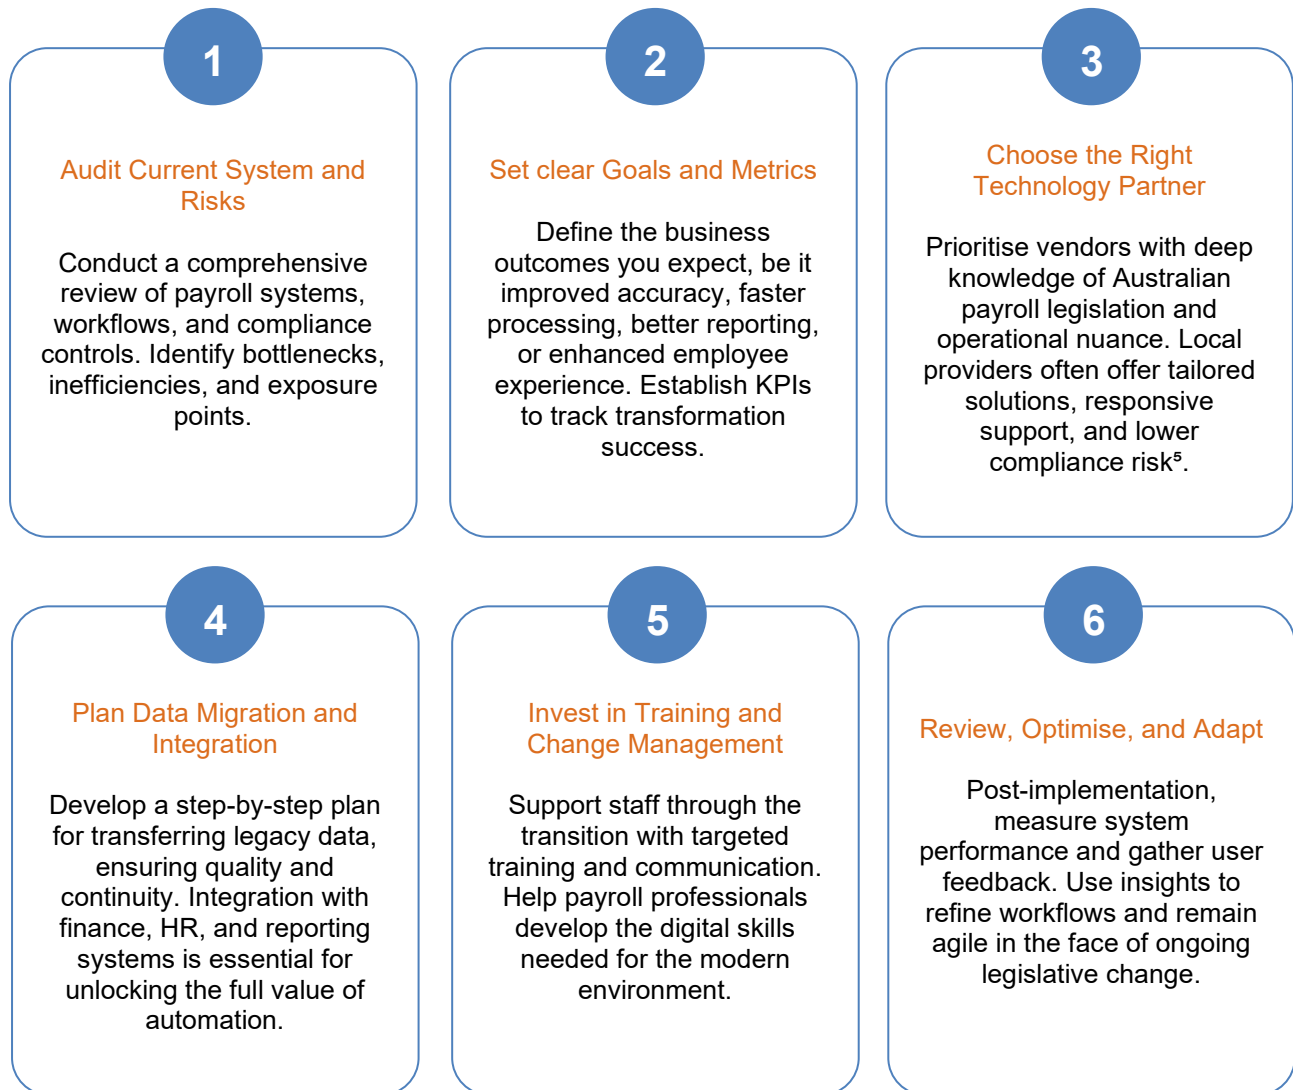 1
Audit Current System and
Risks
Conduct a comprehensive
review of payroll systems,
workflows, and compliance
controls. Identify bottlenecks,
inefficiencies, and exposure
points.
2
Set clear Goals and Metrics
Define the business
outcomes you expect, be it
improved accuracy, faster
processing, better reporting,
or enhanced employee
experience. Establish KPIs
to track transformation
success.
3
Choose the Right
Technology Partner
Prioritise vendors with deep
knowledge of Australian
payroll legislation and
operational nuance. Local
providers often offer tailored
solutions, responsive
support, and lower
compliance risk⁵.
4
Plan Data Migration and
Integration
Develop a step-by-step plan
for transferring legacy data,
ensuring quality and
continuity. Integration with
finance, HR, and reporting
systems is essential for
unlocking the full value of
automation.
5
Invest in Training and
Change Management
Support staff through the
transition with targeted
training and communication.
Help payroll professionals
develop the digital skills
needed for the modern
environment.
6
Review, Optimise, and Adapt
Post-implementation,
measure system
performance and gather user
feedback. Use insights to
refine workflows and remain
agile in the face of ongoing
legislative change.